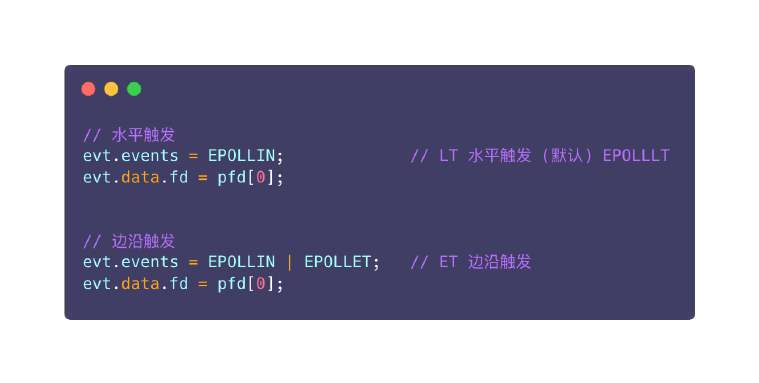 // 水平触发
evt.events = EPOLLIN; // LT 水平触发 (默认) EPOLLLT
evt.data.fd = pfd[0];
// 边沿触发
evt.events = EPOLLIN | EPOLLET; // ET 边沿触发
evt.data.fd = pfd[0];